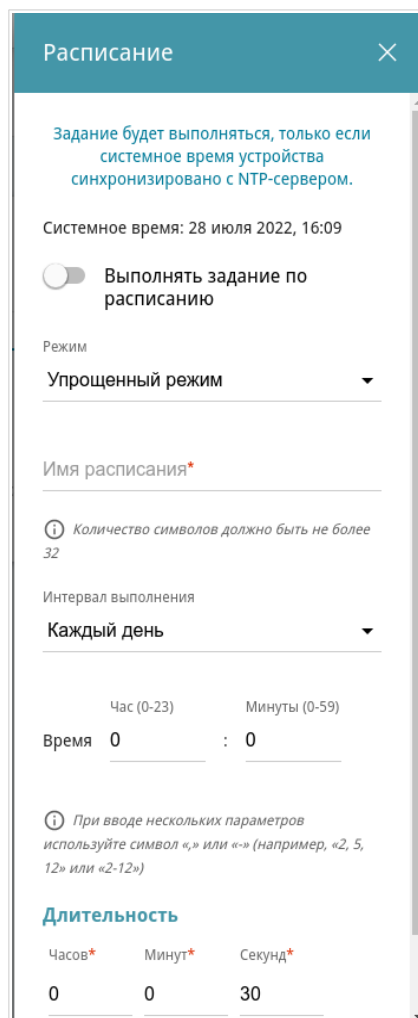 Расписание
Задание будет выполняться, только если
системное время устройства
синхронизировано с NTP-сервером.
Системное время: 28 июля 2022, 16:09
Выполнять задание по
расписанию
Режим
Упрощенный режим
Имя расписания*
Количество символов должно быть не более
32
Интервал выполнения
Каждый день
Час (0-23) Минуты (0-59)
Время 0 : 0
При вводе нескольких параметров
используйте символ «,» или «-» (например, «2, 5,
12» или «2-12»)
Длительность
Часов* Минут* Секунд*
0 0 30